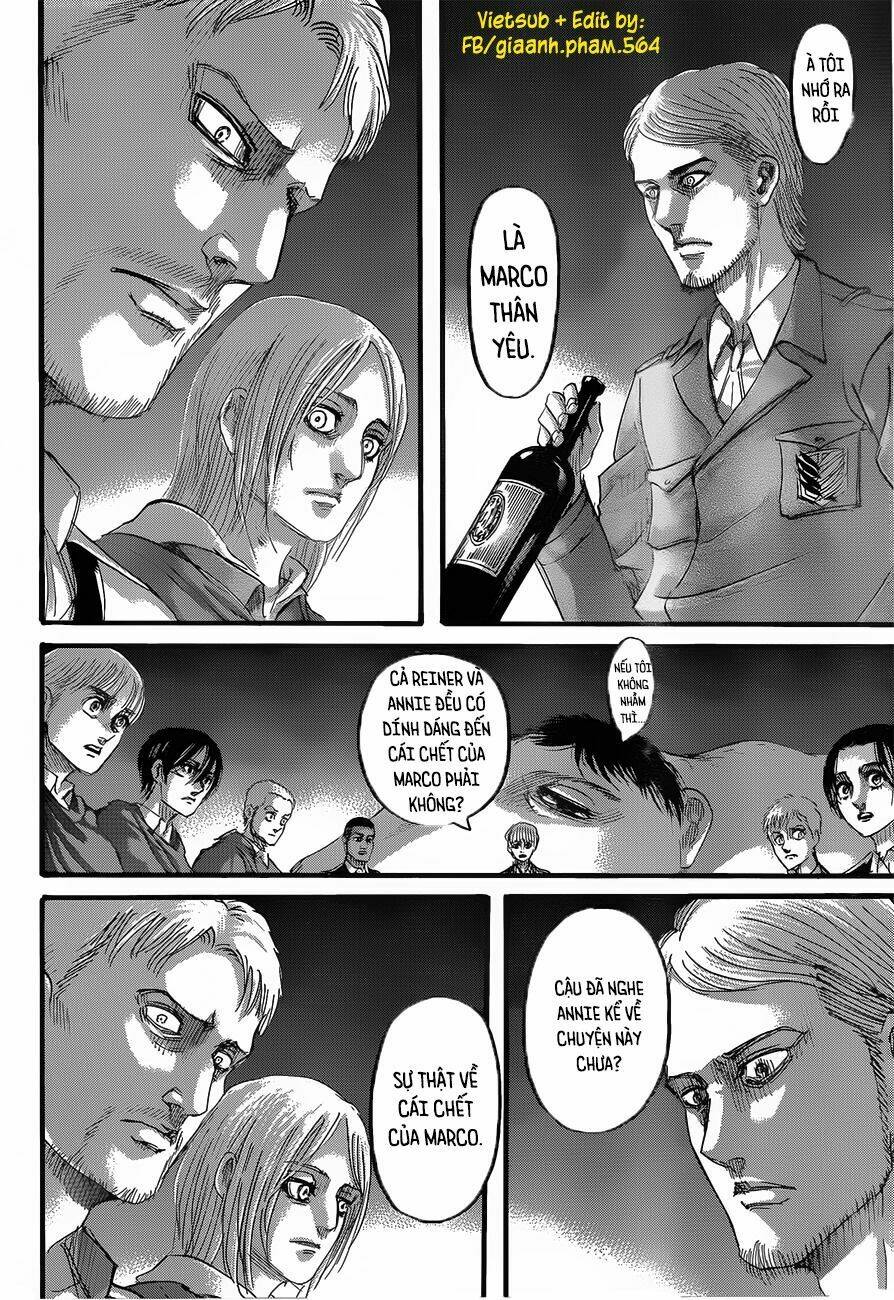 Vietsub + Edit by:
FB/giaanh.pham.564
À TÔI
NHỚ RA
RỒI
LÀ
MARCO
THÂN
YÊU.
NẾU TÔI
KHÔNG
NHẦM
THÌ...
CẢ REINER VÀ
ANNIE ĐỀU CÓ
DÍNH DÁNG ĐẾN
CÁI CHẾT CỦA
MARCO PHẢI
KHÔNG?
CẬU ĐÃ NGHE
ANNIE KỂ VỀ
CHUYỆN NÀY
CHƯA?
SỰ THẬT VỀ
CÁI CHẾT
CỦA MARCO.